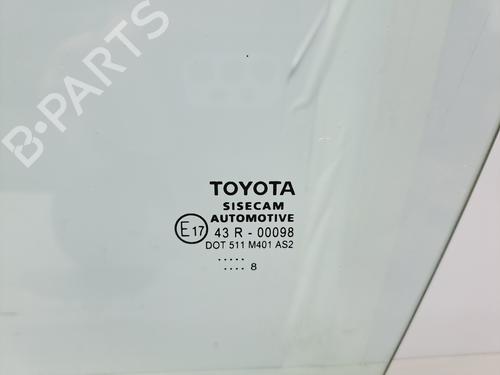 B-PARTS
TOYOTA
SISECAM
AUTOMOTIVE
E17 43 R - 00098
DOT 511 M401 AS2
.....
.... 8